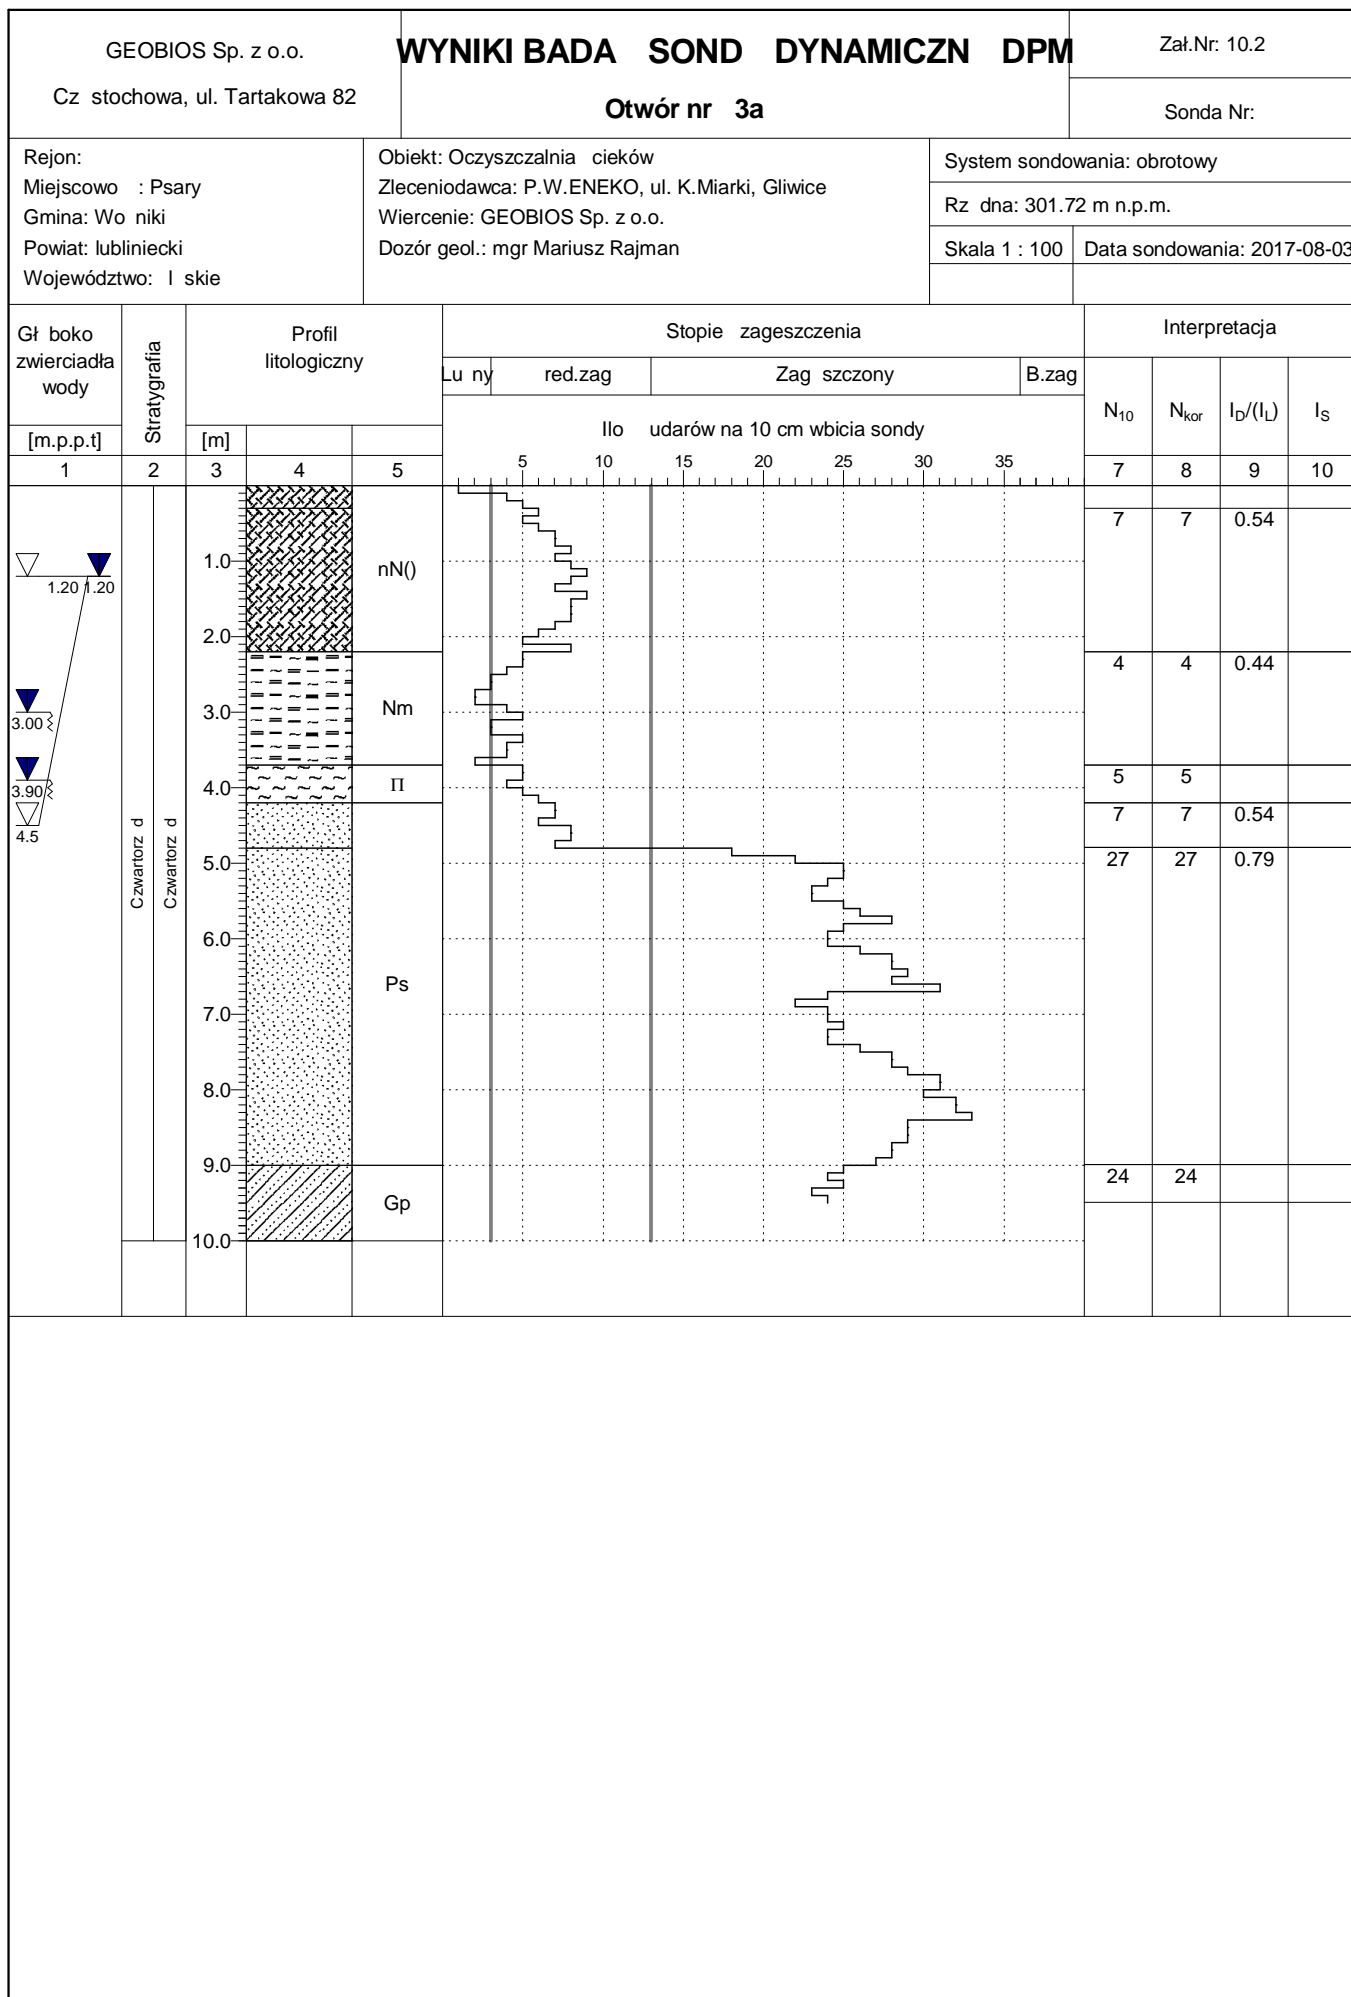 GEOBIOS Sp. z o.o.
Cz stochowa, ul. Tartakowa 82
WYNIKI BADA SOND DYNAMICZN DPM
Otwór nr 3a
Zał.Nr: 10.2
Sonda Nr:
Rejon:
Miejscowo : Psary
Gmina: Wo niki
Powiat: lubliniecki
Województwo: l skie
Obiekt: Oczyszczalnia cieków
Zleceniodawca: P.W.ENEKO, ul. K.Miarki, Gliwice
Wiercenie: GEOBIOS Sp. z o.o.
Dozór geol.: mgr Mariusz Rajman
System sondowania: obrotowy
Rz dna: 301.72 m n.p.m.
Skala 1 : 100
Data sondowania: 2017-08-03
Gł boko
zwierciadła
wody
[m.p.p.t]
Stratygrafia
Profil
litologiczny
[m]
Stopie zageszczenia
Lu ny red.zag Zag szczony B.zag
Ilo udarów na 10 cm wbicia sondy
5 10 15 20 25 30 35
Interpretacja
N10 Nkor ID/(IL) IS
1 2 3 4 5 7 8 9 10
1.20 1.20
3.00
3.90
4.5
Czwartorz d
Czwartorz d
1.0
2.0
3.0
4.0
5.0
6.0
7.0
8.0
9.0
10.0
nN()
Nm
Π
Ps
Gp
7 7 0.54
4 4 0.44
5 5
7 7 0.54
27 27 0.79
24 24